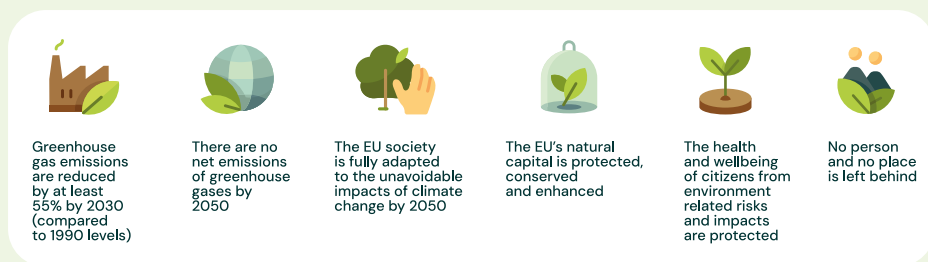 Greenhouse
gas emissions
are reduced
by at least
55% by 2030
(compared
to 1990 levels)
There are no
net emissions
of greenhouse
gases by
2050
The EU society
is fully adapted
to the unavoidable
impacts of climate
change by 2050
The EU’s natural
capital is protected,
conserved
and enhanced
The health
and wellbeing
of citizens from
environment
related risks
and impacts
are protected
No person
and no place
is left behind